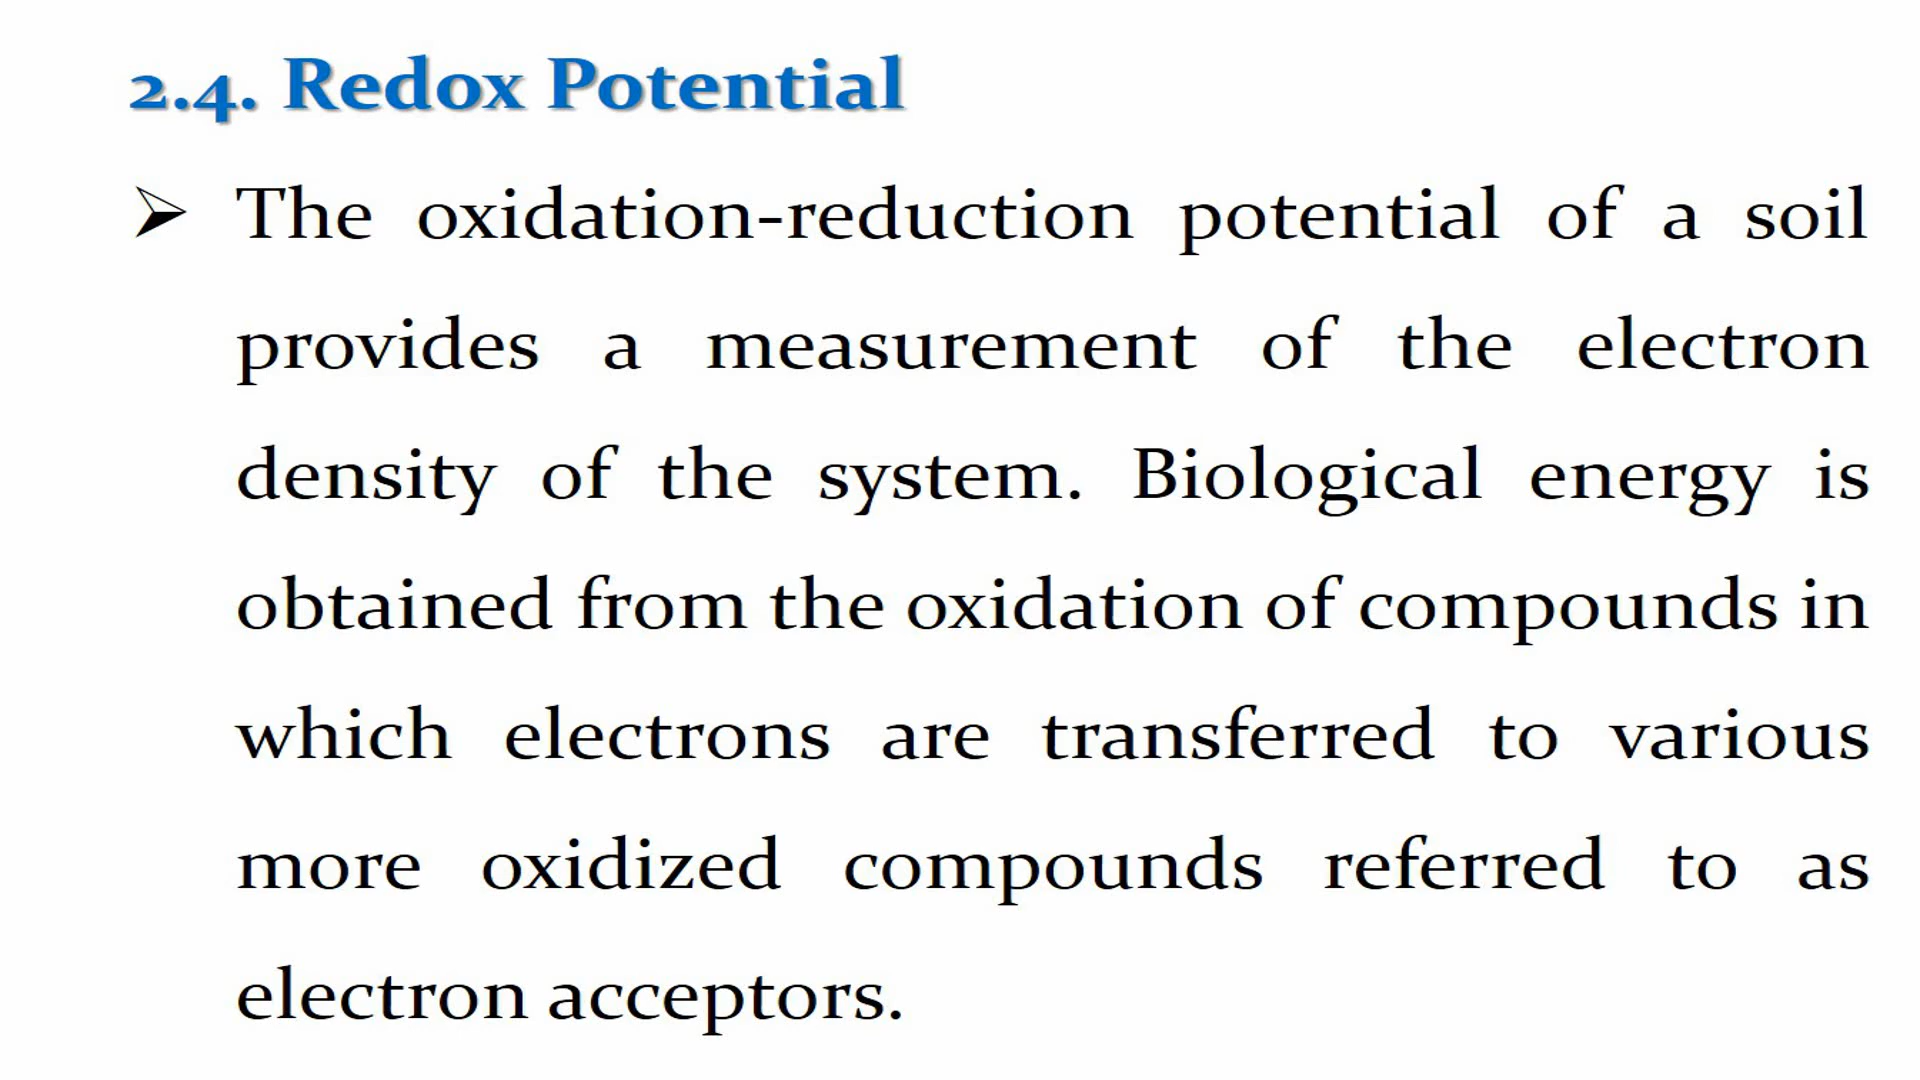 2.4. Redox Potential
➢ The oxidation-reduction potential of a soil
provides a measurement of the electron
density of the system. Biological energy is
obtained from the oxidation of compounds in
which electrons are transferred to various
more oxidized compounds referred to as
electron acceptors.